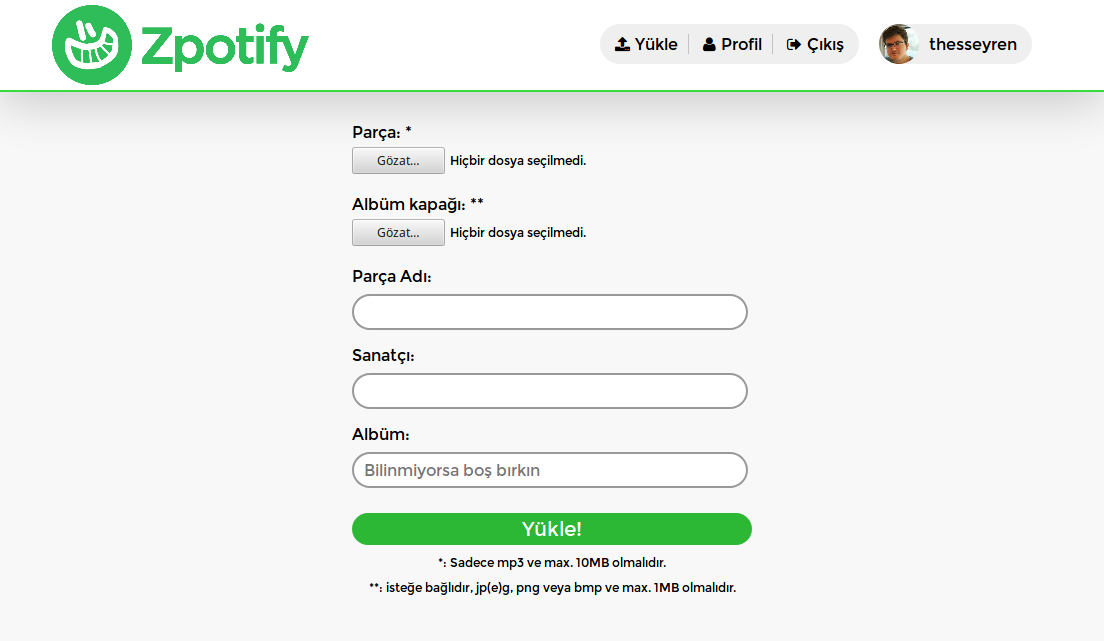 Zpotify
Yükle Profil Çıkış thesseyren
Parça: *
Gözat... Hiçbir dosya seçilmedi.
Albüm kapağı: **
Gözat... Hiçbir dosya seçilmedi.
Parça Adı:
Sanatçı:
Albüm:
Bilinmiyorsa boş bırkın
Yükle!
*: Sadece mp3 ve max. 10MB olmalıdır.
**: isteğe bağlıdır, jp(e)g, png veya bmp ve max. 1MB olmalıdır.